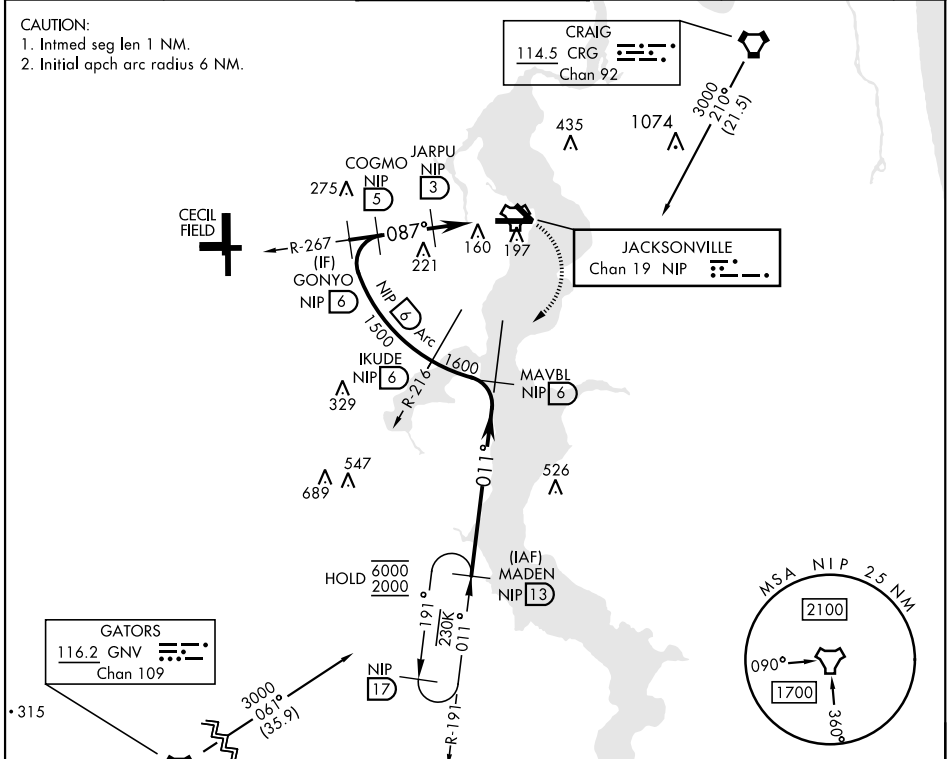 CAUTION:
1. Intmed seg len 1 NM.
2. Initial apch arc radius 6 NM.
CRAIG
114.5 CRG
Chan 92
3000
210°
(21.5)
435
1074
JARPU
NIP
3
COGMO
NIP
5
275
CECIL
FIELD
087°
R-267
(IF)
GONYO
NIP 6
221
160
197
JACKSONVILLE
Chan 19 NIP
NIP 6 Arc
1500
IKUDE
NIP 6
1600
R-216
MAVBL
NIP 6
329
011°
547
689
526
HOLD 6000
2000
(IAF)
MADEN
NIP 13
191°
230K
011°
NIP
17
R-191
GATORS
116.2 GNV
Chan 109
3000
061°
(35.9)
315
MSA NIP 25 NM
2100
090°
1700
360°